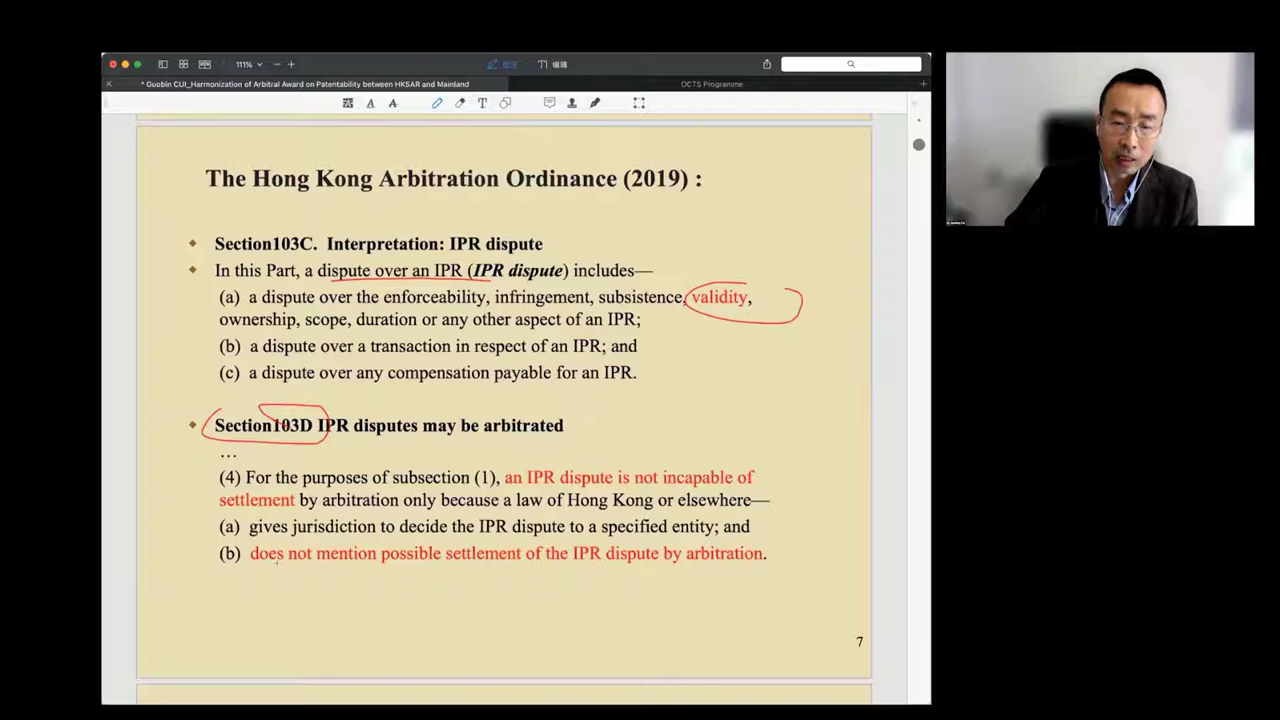 111%
编辑
* Guobin CUI_Harmonization of Arbitral Award on Patentability between HKSAR and Mainland
OCTS Programme
The Hong Kong Arbitration Ordinance (2019) :
Section103C. Interpretation: IPR dispute
In this Part, a dispute over an IPR (IPR dispute) includes—
(a) a dispute over the enforceability, infringement, subsistence, validity,
ownership, scope, duration or any other aspect of an IPR;
(b) a dispute over a transaction in respect of an IPR; and
(c) a dispute over any compensation payable for an IPR.
Section103D IPR disputes may be arbitrated
…
(4) For the purposes of subsection (1), an IPR dispute is not incapable of
settlement by arbitration only because a law of Hong Kong or elsewhere—
(a) gives jurisdiction to decide the IPR dispute to a specified entity; and
(b) does not mention possible settlement of the IPR dispute by arbitration.
7